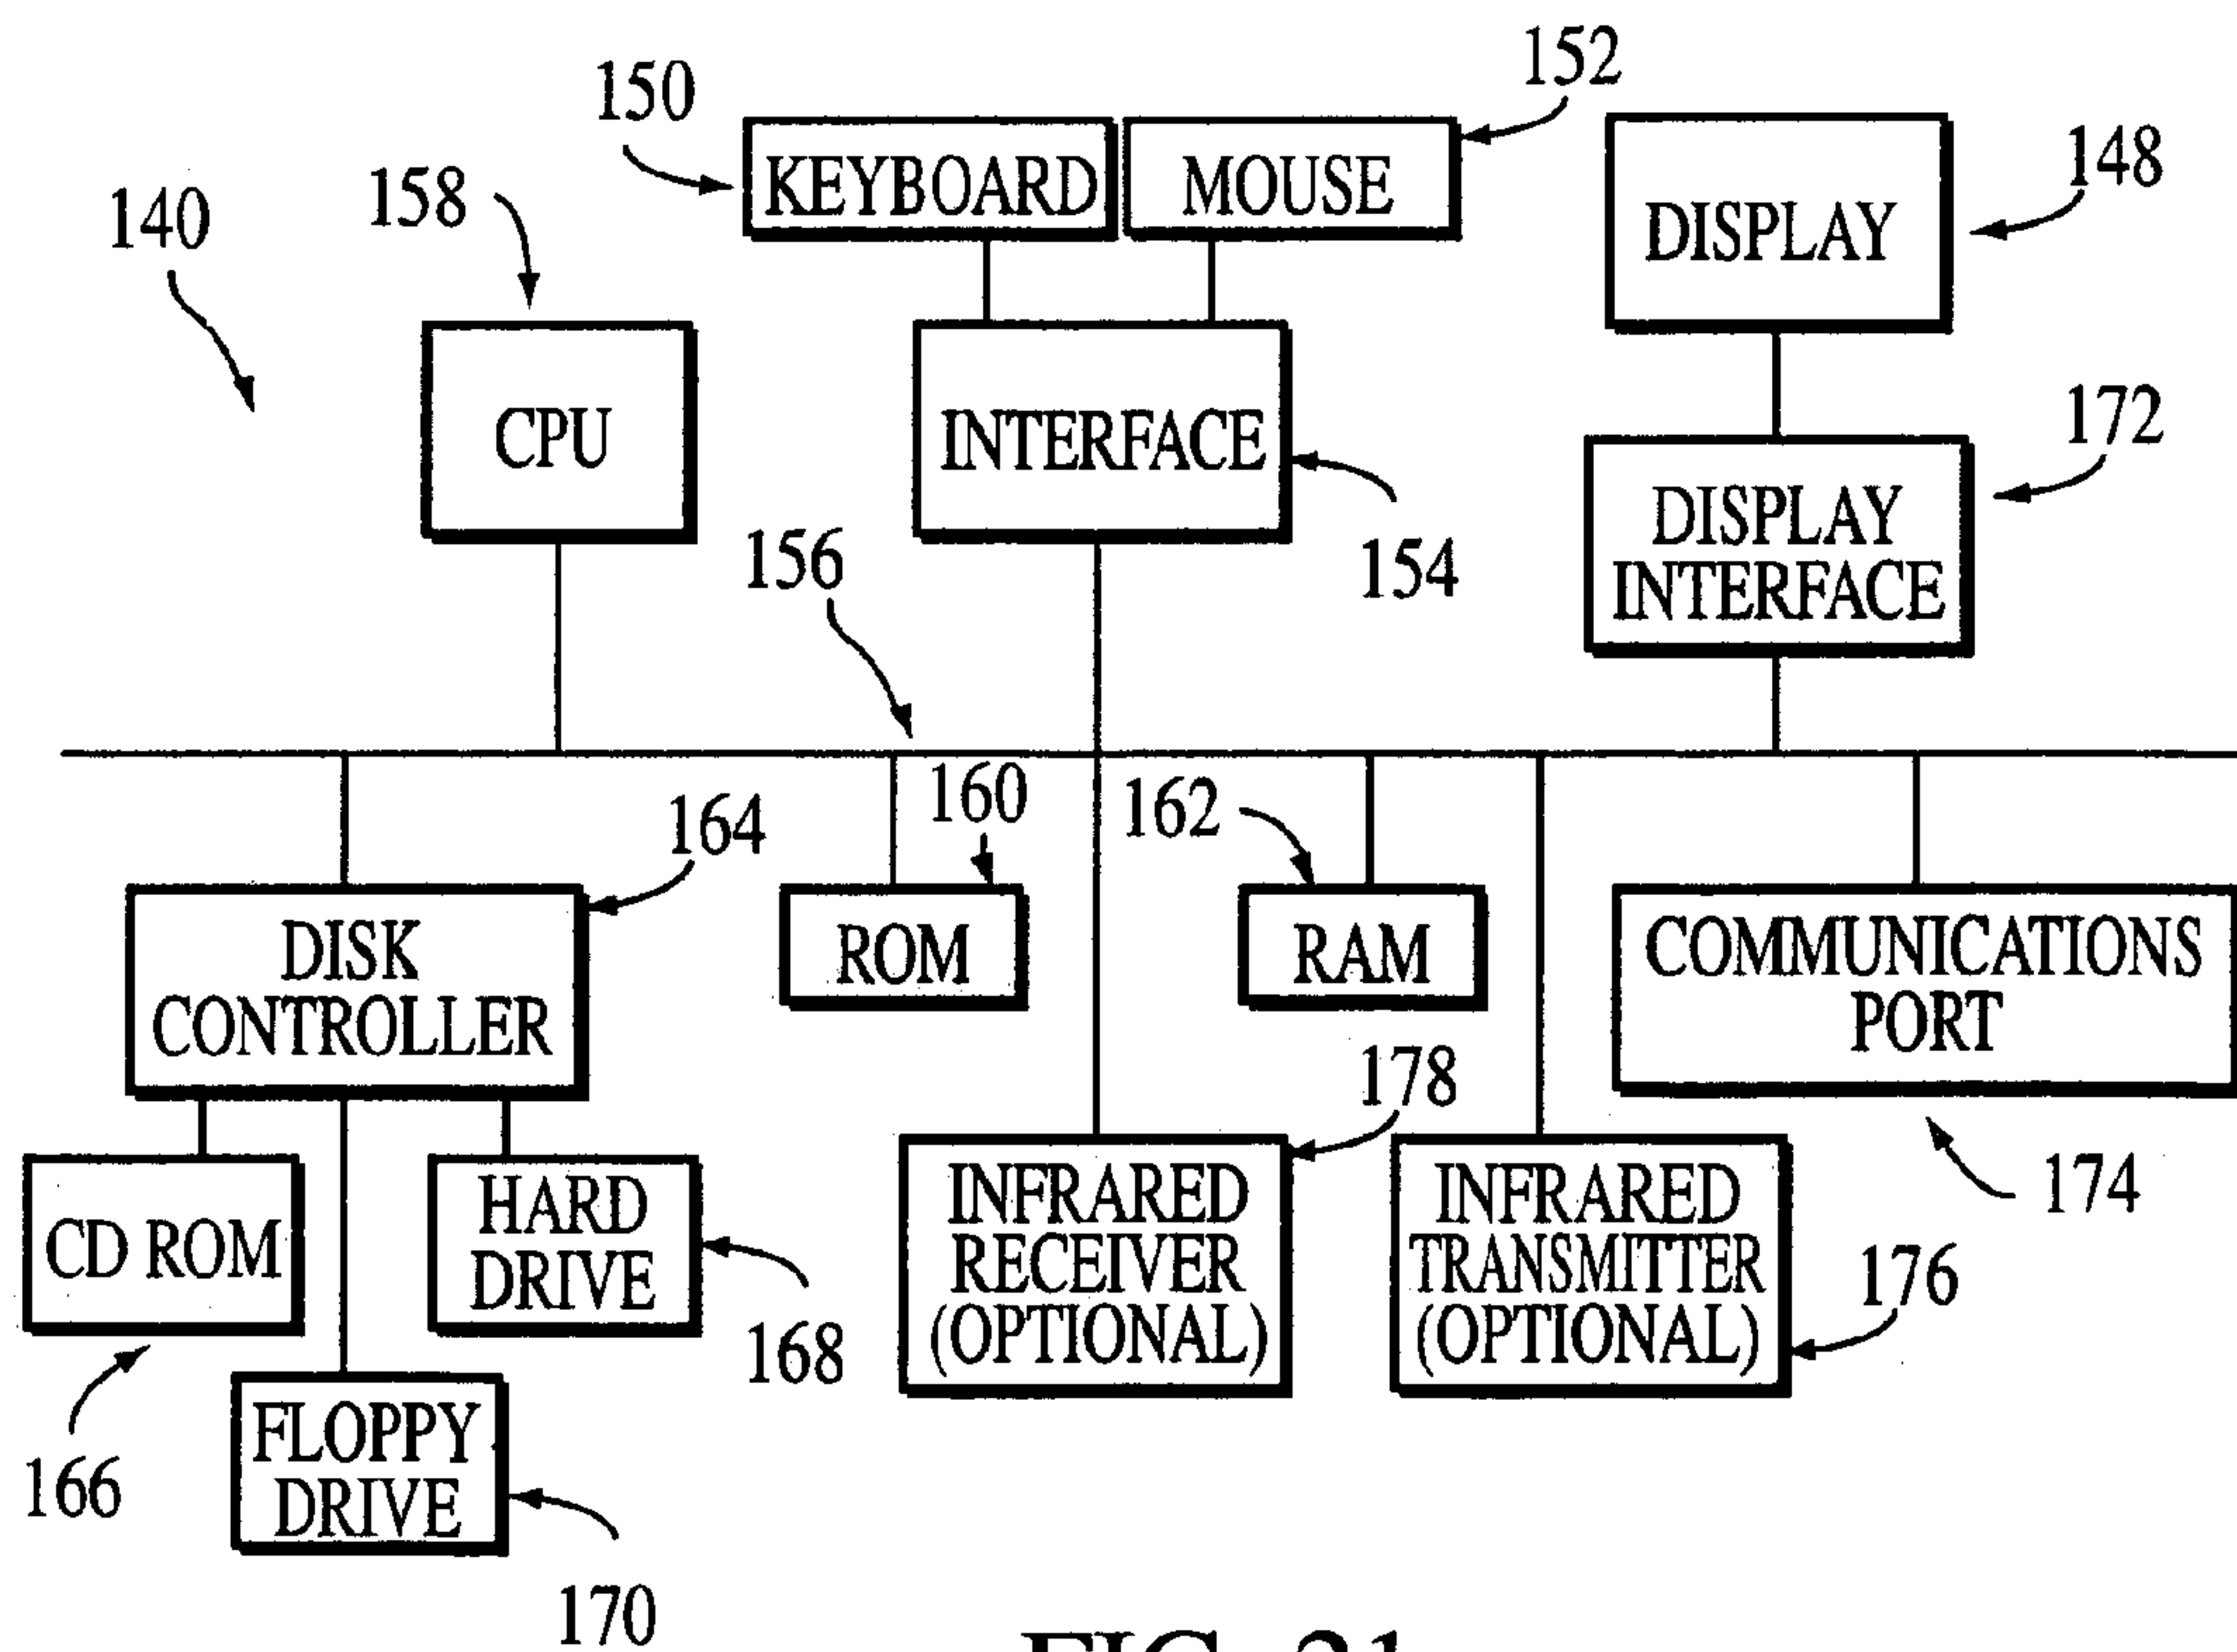 152
150
KEYBOARD
MOUSE
148
158
140
DISPLAY
CPU
INTERFACE
172
DISPLAY
INTERFACE
156
154
160
162
164
DISK
CONTROLLER
ROM
RAM
COMMUNICATIONS
PORT
178
174
CD ROM
HARD
DRIVE
168
INFRARED
RECEIVER
(OPTIONAL)
INFRARED
TRANSMITTER
(OPTIONAL)
176
166
FLOPPY
DRIVE
170